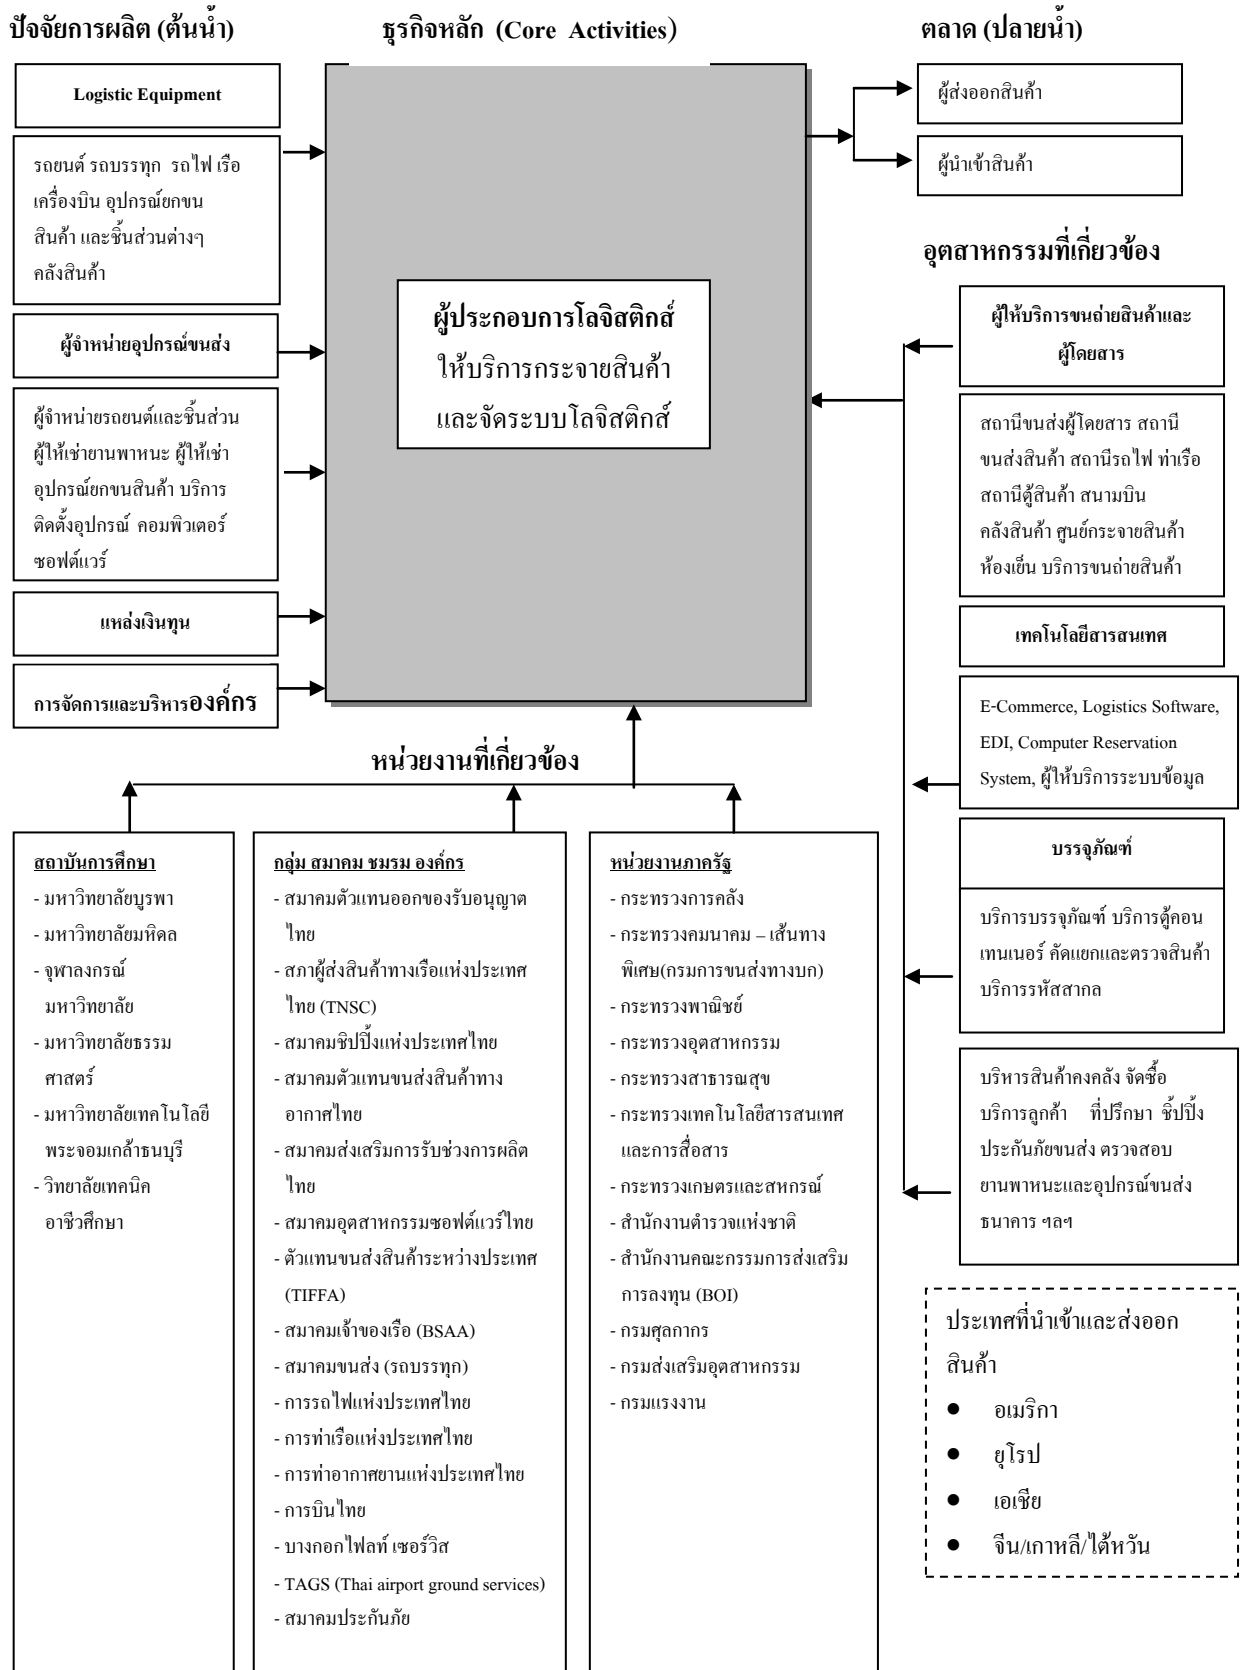 ปัจจัยการผลิต (ต้นน้ำ)
ธุรกิจหลัก (Core Activities)
ตลาด (ปลายน้ำ)
Logistic Equipment
รถยนต์ รถบรรทุก รถไฟ เรือ
เครื่องบิน อุปกรณ์ยกขน
สินค้า และชิ้นส่วนต่างๆ
คลังสินค้า
ผู้จำหน่ายอุปกรณ์ขนส่ง
ผู้จำหน่ายรถยนต์และชิ้นส่วน
ผู้ให้เช่ายานพาหนะ ผู้ให้เช่า
อุปกรณ์ยกขนสินค้า บริการ
ติดตั้งอุปกรณ์ คอมพิวเตอร์
ซอฟต์แวร์
แหล่งเงินทุน
การจัดการและบริหารองค์กร
ผู้ประกอบการโลจิสติกส์
ให้บริการกระจายสินค้า
และจัดระบบโลจิสติกส์
ผู้ส่งออกสินค้า
ผู้นำเข้าสินค้า
อุตสาหกรรมที่เกี่ยวข้อง
ผู้ให้บริการขนถ่ายสินค้าและ
ผู้โดยสาร
สถานีขนส่งผู้โดยสาร สถานี
ขนส่งสินค้า สถานีรถไฟ ท่าเรือ
สถานีตู้สินค้า สนามบิน
คลังสินค้า ศูนย์กระจายสินค้า
ห้องเย็น บริการขนถ่ายสินค้า
เทคโนโลยีสารสนเทศ
E-Commerce, Logistics Software,
EDI, Computer Reservation
System, ผู้ให้บริการระบบข้อมูล
บรรจุภัณฑ์
บริการบรรจุภัณฑ์ บริการตู้คอน
เทนเนอร์ คัดแยกและตรวจสินค้า
บริการรหัสสากล
บริหารสินค้าคงคลัง จัดซื้อ
บริการลูกค้า ที่ปรึกษา ชิ้ปปิ้ง
ประกันภัยขนส่ง ตรวจสอบ
ยานพาหนะและอุปกรณ์ขนส่ง
ธนาคาร ฯลฯ
หน่วยงานที่เกี่ยวข้อง
สถาบันการศึกษา
- มหาวิทยาลัยบูรพา
- มหาวิทยาลัยมหิดล
- จุฬาลงกรณ์
มหาวิทยาลัย
- มหาวิทยาลัยธรรม
ศาสตร์
- มหาวิทยาลัยเทคโนโลยี
พระจอมเกล้าธนบุรี
- วิทยาลัยเทคนิค
อาชีวศึกษา
กลุ่ม สมาคม ชมรม องค์กร
- สมาคมตัวแทนออกของรับอนุญาต
ไทย
- สภาผู้ส่งสินค้าทางเรือแห่งประเทศ
ไทย (TNSC)
- สมาคมชิปปิ้งแห่งประเทศไทย
- สมาคมตัวแทนขนส่งสินค้าทาง
อากาศไทย
- สมาคมส่งเสริมการรับช่วงการผลิต
ไทย
- สมาคมอุตสาหกรรมซอฟต์แวร์ไทย
- ตัวแทนขนส่งสินค้าระหว่างประเทศ
(TIFFA)
- สมาคมเจ้าของเรือ (BSAA)
- สมาคมขนส่ง (รถบรรทุก)
- การรถไฟแห่งประเทศไทย
- การท่าเรือแห่งประเทศไทย
- การท่าอากาศยานแห่งประเทศไทย
- การบินไทย
- บางกอกไฟลท์ เซอร์วิส
- TAGS (Thai airport ground services)
- สมาคมประกันภัย
หน่วยงานภาครัฐ
- กระทรวงการคลัง
- กระทรวงคมนาคม – เส้นทาง
พิเศษ(กรมการขนส่งทางบก)
- กระทรวงพาณิชย์
- กระทรวงอุตสาหกรรม
- กระทรวงสาธารณสุข
- กระทรวงเทคโนโลยีสารสนเทศ
และการสื่อสาร
- กระทรวงเกษตรและสหกรณ์
- สำนักงานตำรวจแห่งชาติ
- สำนักงานคณะกรรมการส่งเสริม
การลงทุน (BOI)
- กรมศุลกากร
- กรมส่งเสริมอุตสาหกรรม
- กรมแรงงาน
ประเทศที่นำเข้าและส่งออก
สินค้า
● อเมริกา
● ยุโรป
● เอเชีย
● จีน/เกาหลี/ไต้หวัน